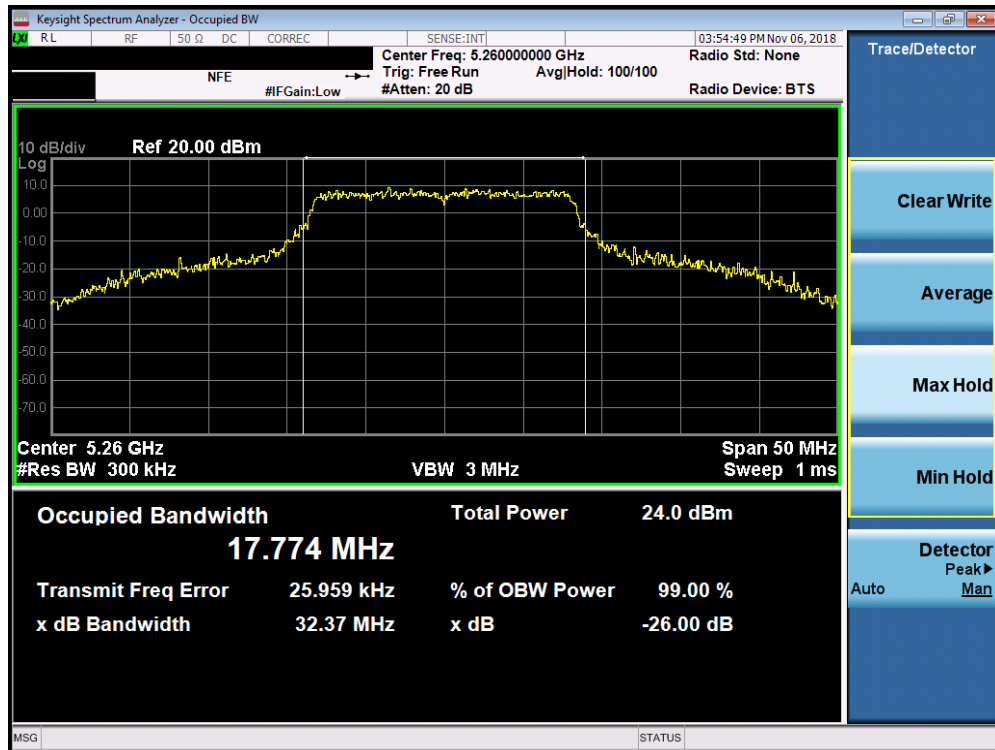 Keysight Spectrum Analyzer - Occupied BW
LXI RL RF 50 Ω DC CORREC SENSE:INT 03:54:49 PM Nov 06, 2018
Center Freq: 5.260000000 GHz Radio Std: None
NFE Trig: Free Run Avg|Hold: 100/100
#IFGain:Low #Atten: 20 dB Radio Device: BTS
10 dB/div Ref 20.00 dBm
Log
10.0
0.00
-10.0
-20.0
-30.0
-40.0
-50.0
-60.0
-70.0
Center 5.26 GHz Span 50 MHz
#Res BW 300 kHz VBW 3 MHz Sweep 1 ms
Occupied Bandwidth Total Power 24.0 dBm
17.774 MHz
Transmit Freq Error 25.959 kHz % of OBW Power 99.00 %
x dB Bandwidth 32.37 MHz x dB -26.00 dB
MSG STATUS
Trace/Detector
Clear Write
Average
Max Hold
Min Hold
Detector
Peak▶
Auto Man